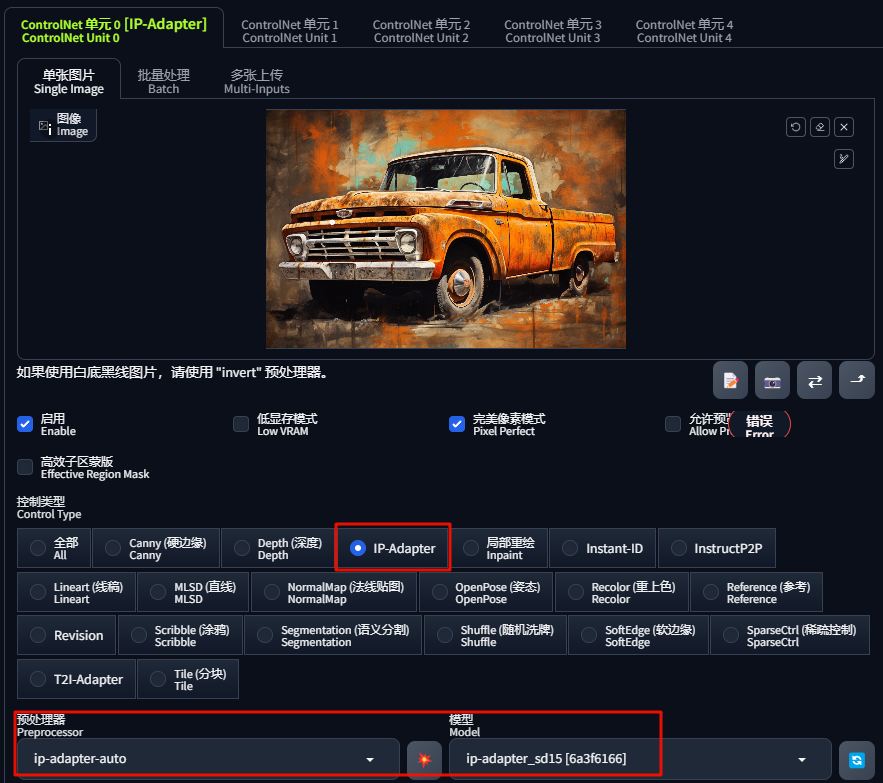 ControlNet 单元 0 [IP-Adapter]
ControlNet Unit 0
ControlNet 单元 1
ControlNet Unit 1
ControlNet 单元 2
ControlNet Unit 2
ControlNet 单元 3
ControlNet Unit 3
ControlNet 单元 4
ControlNet Unit 4
单张图片
Single Image
批量处理
Batch
多张上传
Multi-Inputs
图像
Image
如果使用白底黑线图片，请使用 "invert" 预处理器。
启用
Enable
低显存模式
Low VRAM
完美像素模式
Pixel Perfect
允许预
Allow Pr
错误
Error
高效子区蒙版
Effective Region Mask
控制类型
Control Type
全部
All
Canny (硬边缘)
Canny
Depth (深度)
Depth
IP-Adapter
局部重绘
Inpaint
Instant-ID
InstructP2P
Lineart (线稿)
Lineart
MLSD (直线)
MLSD
NormalMap (法线贴图)
NormalMap
OpenPose (姿态)
OpenPose
Recolor (重上色)
Recolor
Reference (参考)
Reference
Revision
Scribble (涂鸦)
Scribble
Segmentation (语义分割)
Segmentation
Shuffle (随机洗牌)
Shuffle
SoftEdge (软边缘)
SoftEdge
SparseCtrl (稀疏控制)
SparseCtrl
T2I-Adapter
Tile (分块)
Tile
预处理器
Preprocessor
模型
Model
ip-adapter-auto
ip-adapter_sd15 [6a3f6166]